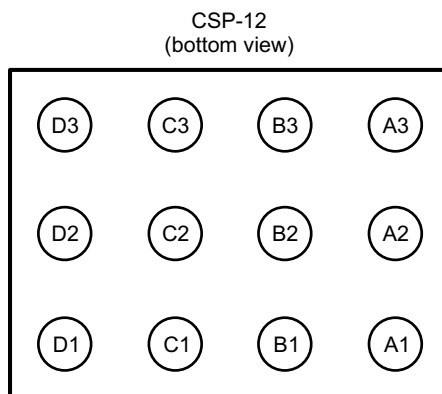 CSP-12
(bottom view)
D3 C3 B3 A3
D2 C2 B2 A2
D1 C1 B1 A1